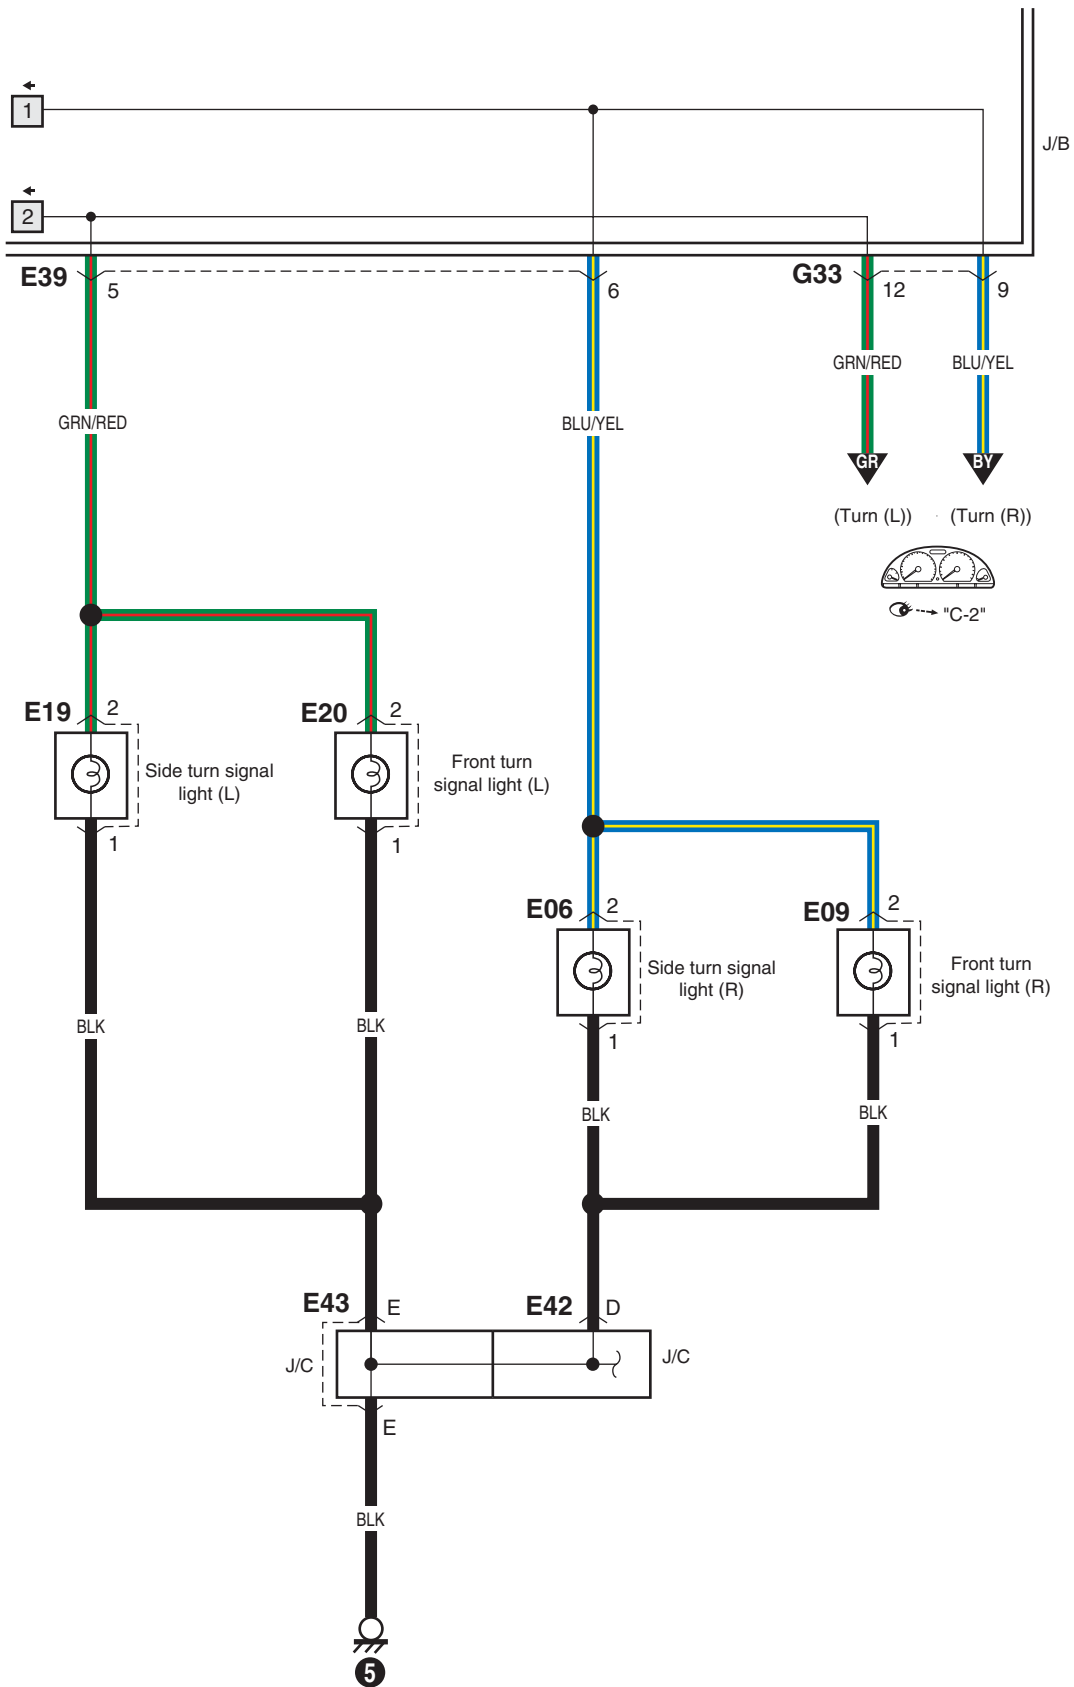 1
J/B
2
E39
5
6
G33
12
9
GRN/RED
BLU/YEL
GRN/RED
BLU/YEL
GR
BY
(Turn (L))
(Turn (R))
"C-2"
E19
2
E20
2
Side turn signal
light (L)
Front turn
signal light (L)
1
1
E06
2
E09
2
Side turn signal
light (R)
Front turn
signal light (R)
1
1
BLK
BLK
BLK
BLK
E43
E
E42
D
J/C
J/C
E
BLK
5